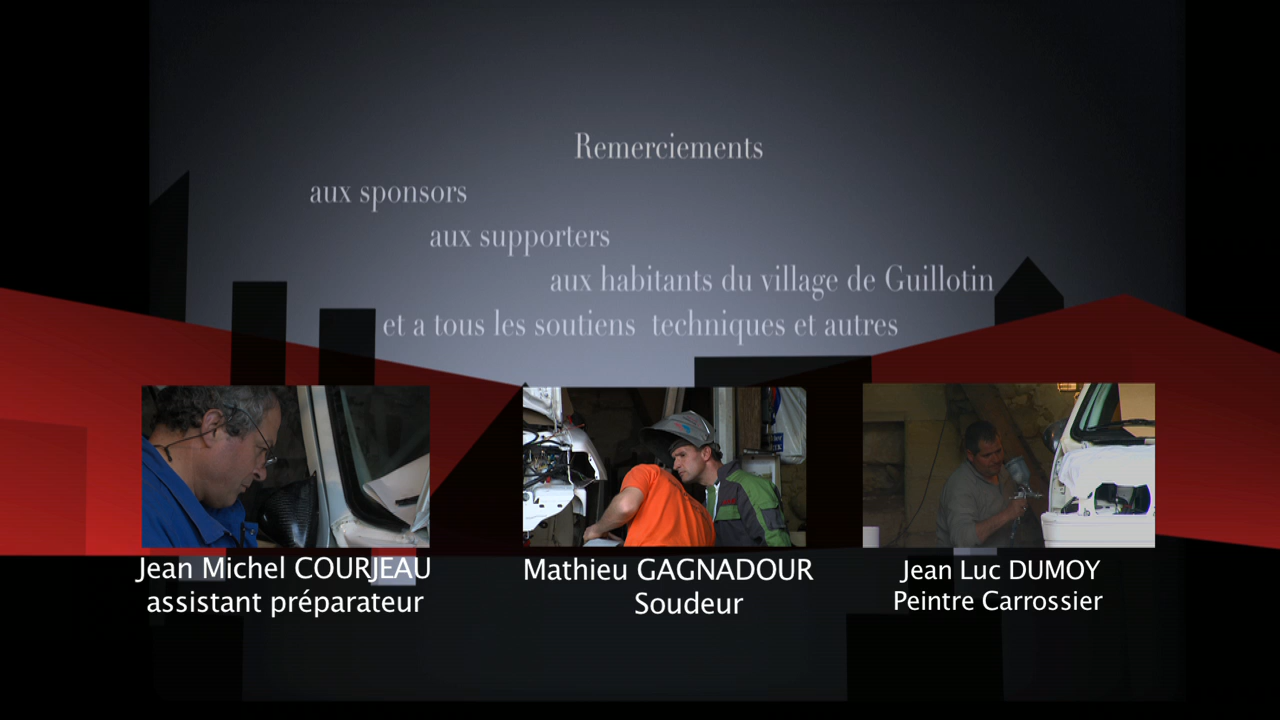 Remerciements
aux sponsors
aux supporters
aux habitants du village de Guillotin
et a tous les soutiens techniques et autres
Jean Michel COURJEAU
assistant préparateur
Mathieu GAGNADOUR
Soudeur
Jean Luc DUMOY
Peintre Carrossier